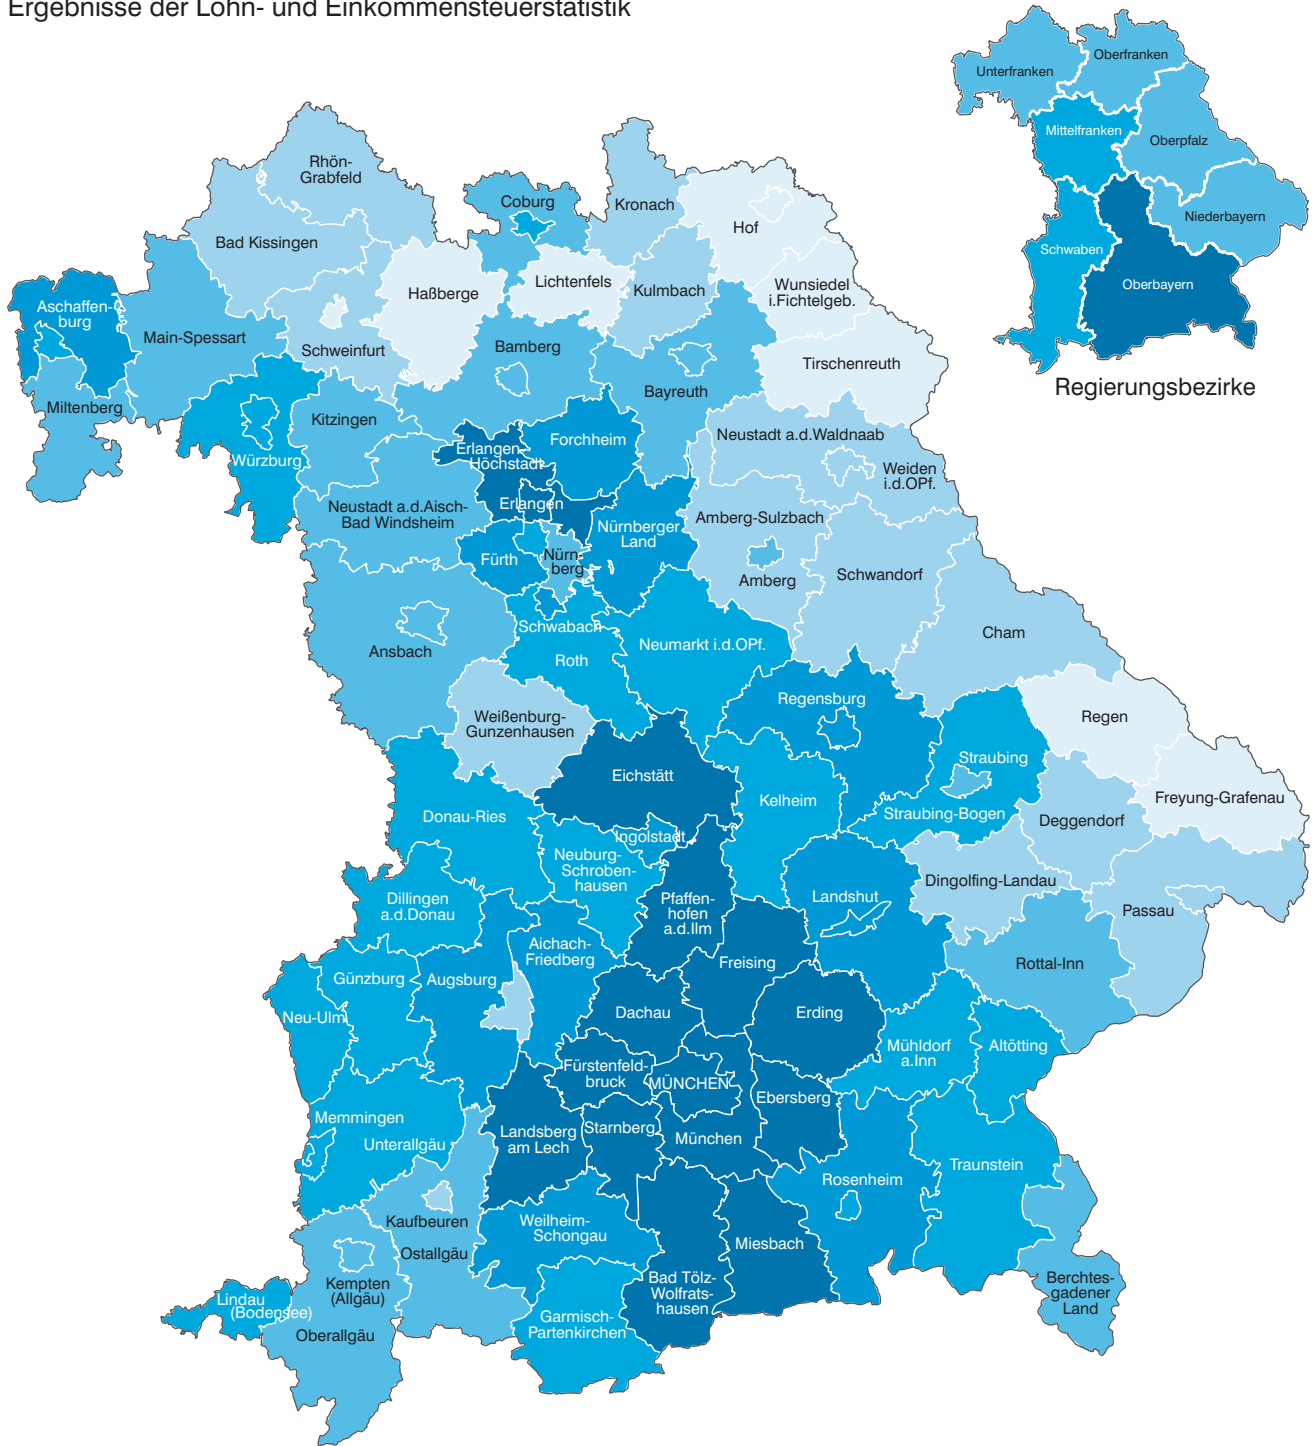 Ergebnisse der Lohn- und Einkommensteuerstatistik
Unterfranken
Oberfranken
Mittelfranken
Oberpfalz
Niederbayern
Schwaben
Oberbayern
Regierungsbezirke
Rhön-
Grabfeld
Bad Kissingen
Coburg
Kronach
Hof
Haßberge
Lichtenfels
Kulmbach
Wunsiedel
i.Fichtelgeb.
Aschaffen-
burg
Main-Spessart
Schweinfurt
Bamberg
Bayreuth
Tirschenreuth
Miltenberg
Kitzingen
Würzburg
Erlangen-
Höchstadt
Forchheim
Neustadt a.d.Waldnaab
Weiden
i.d.OPf.
Neustadt a.d.Aisch-
Bad Windsheim
Erlangen
Nürnberger
Land
Amberg-Sulzbach
Fürth
Nürn-
berg
Amberg
Schwandorf
Ansbach
Schwabach
Roth
Neumarkt i.d.OPf.
Cham
Weißenburg-
Gunzenhausen
Regensburg
Regen
Eichstätt
Straubing
Kelheim
Freyung-Grafenau
Donau-Ries
Straubing-Bogen
Deggendorf
Ingolstadt
Neuburg-
Schroben-
hausen
Dillingen
a.d.Donau
Pfaffen-
hofen
a.d.Ilm
Landshut
Dingolfing-Landau
Passau
Aichach-
Friedberg
Günzburg
Augsburg
Freising
Rottal-Inn
Neu-Ulm
Dachau
Erding
Mühldorf
a.Inn
Altötting
Fürstenfeld-
bruck
MÜNCHEN
Ebersberg
Memmingen
Unterallgäu
Landsberg
am Lech
Starnberg
München
Traunstein
Rosenheim
Kaufbeuren
Ostallgäu
Weilheim-
Schongau
Miesbach
Kempten
(Allgäu)
Bad Tölz-
Wolfrats-
hausen
Berchtes-
gadener
Land
Lindau
(Bodensee)
Oberallgäu
Garmisch-
Partenkirchen